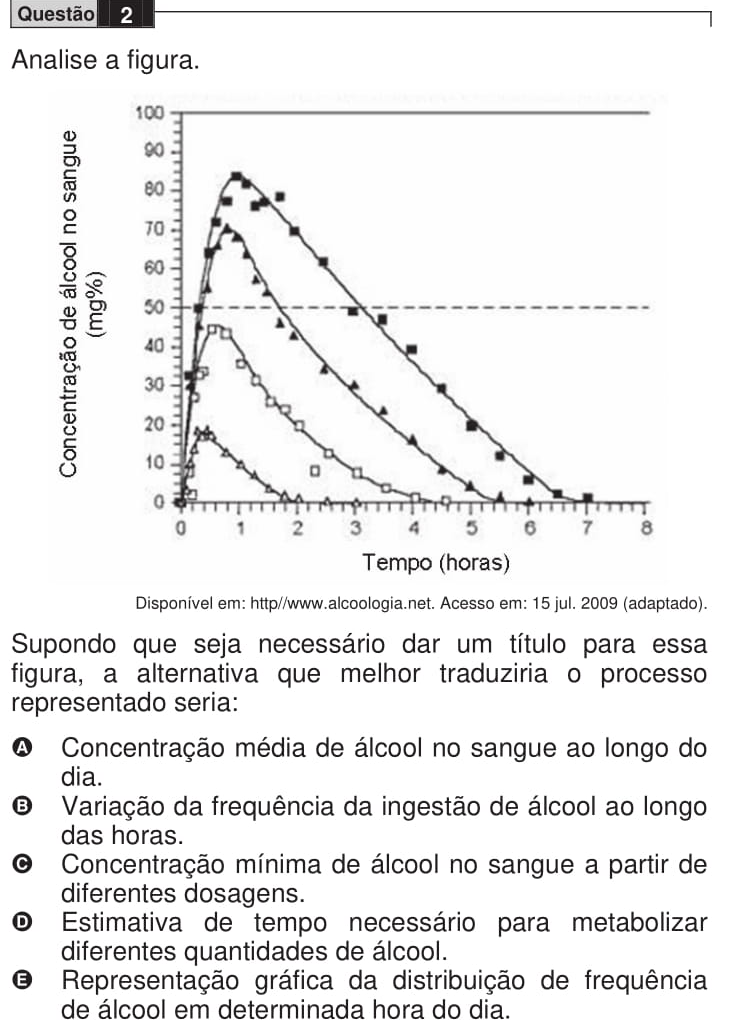 Questão 2
Analise a figura.
Concentração de álcool no sangue
(mg%)
100
90
80
70
60
50
40
30
20
10
0
0 1 2 3 4 5 6 7 8
Tempo (horas)
Disponível em: http//www.alcoologia.net. Acesso em: 15 jul. 2009 (adaptado).
Supondo que seja necessário dar um título para essa
figura, a alternativa que melhor traduziria o processo
representado seria:
A Concentração média de álcool no sangue ao longo do
dia.
B Variação da frequência da ingestão de álcool ao longo
das horas.
C Concentração mínima de álcool no sangue a partir de
diferentes dosagens.
D Estimativa de tempo necessário para metabolizar
diferentes quantidades de álcool.
E Representação gráfica da distribuição de frequência
de álcool em determinada hora do dia.